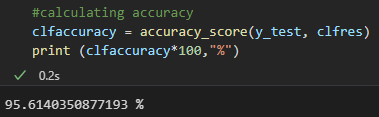 #calculating accuracy
clfaccuracy = accuracy_score(y_test, clfres)
print (clfaccuracy*100,"%")
✓ 0.2s
95.6140350877193 %